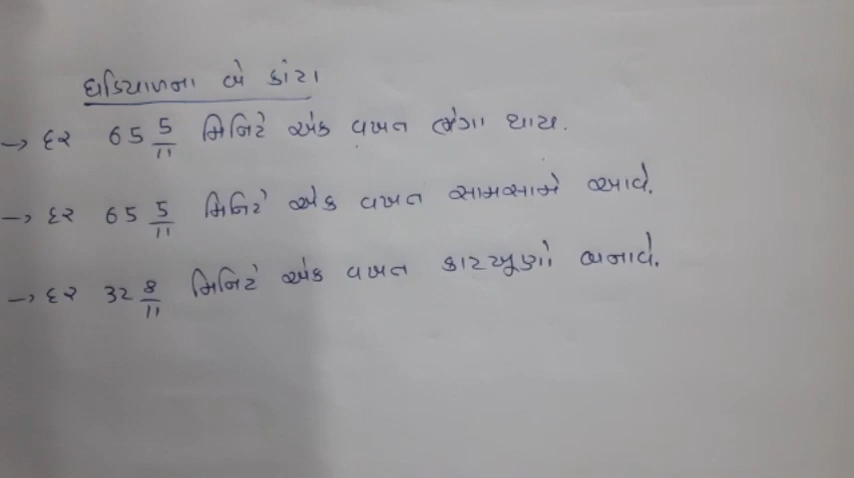 ઘડિયાળના બે કાંટા
→ દર 65 5/11 મિનિટે એક વખત ભેગા થાય.
→ દર 65 5/11 મિનિટે એક વખત સામસામે આવે.
→ દર 32 8/11 મિનિટે એક વખત કાટખૂણો બનાવે.